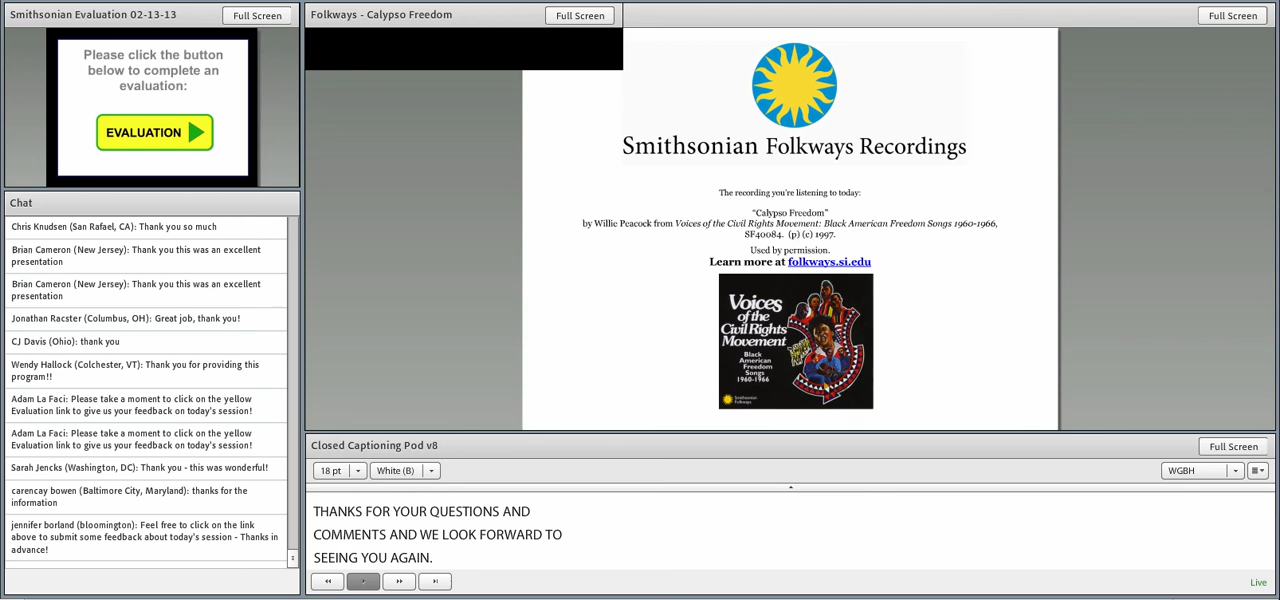 Smithsonian Evaluation 02-13-13
Full Screen
Please click the button
below to complete an
evaluation:
EVALUATION
Chat
Chris Knudsen (San Rafael, CA): Thank you so much
Brian Cameron (New Jersey): Thank you this was an excellent
presentation
Brian Cameron (New Jersey): Thank you this was an excellent
presentation
Jonathan Racster (Columbus, OH): Great job, thank you!
CJ Davis (Ohio): thank you
Wendy Hallock (Colchester, VT): Thank you for providing this
program!!
Adam La Faci: Please take a moment to click on the yellow
Evaluation link to give us your feedback on today's session!
Adam La Faci: Please take a moment to click on the yellow
Evaluation link to give us your feedback on today's session!
Sarah Jencks (Washington, DC): Thank you - this was wonderful!
carencay bowen (Baltimore City, Maryland): thanks for the
information
jennifer borland (bloomington): Feel free to click on the link
above to submit some feedback about today's session - Thanks in
advance!
Folkways - Calypso Freedom
Full Screen
Full Screen
Smithsonian Folkways Recordings
The recording you're listening to today:
"Calypso Freedom"
by Willie Peacock from Voices of the Civil Rights Movement: Black American Freedom Songs 1960-1966,
SF40084. (p) (c) 1997.
Used by permission.
Learn more at folkways.si.edu
Voices
of the
Civil Rights
Movement
Black
American
Freedom
Songs
1960-1966
Smithsonian
Folkways
Closed Captioning Pod v8
Full Screen
18 pt
White (B)
WGBH
THANKS FOR YOUR QUESTIONS AND
COMMENTS AND WE LOOK FORWARD TO
SEEING YOU AGAIN.
Live